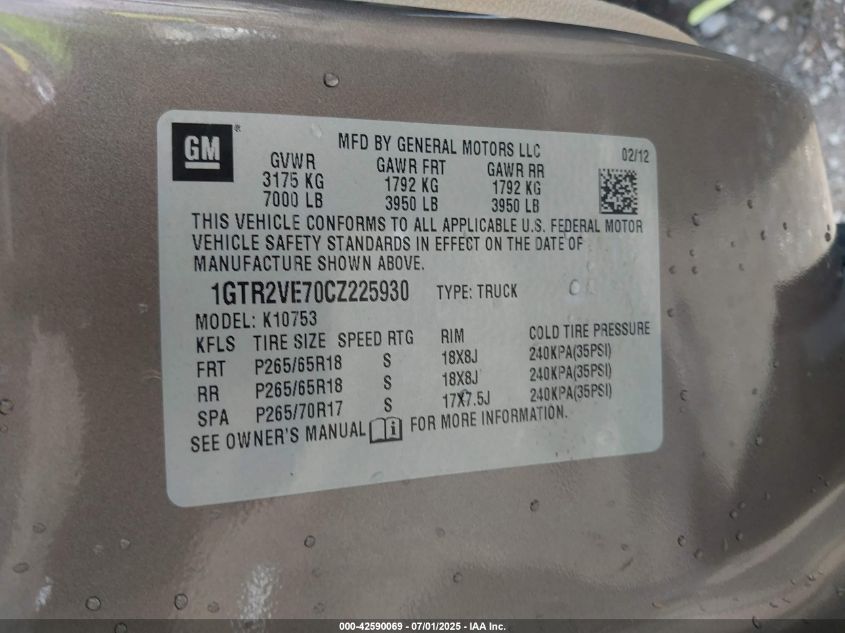 GM ®
MFD BY GENERAL MOTORS LLC 02/12
GVWR GAWR FRT GAWR RR
3175 KG 1792 KG 1792 KG
7000 LB 3950 LB 3950 LB
THIS VEHICLE CONFORMS TO ALL APPLICABLE U.S. FEDERAL MOTOR
VEHICLE SAFETY STANDARDS IN EFFECT ON THE DATE OF
MANUFACTURE SHOWN ABOVE.
1GTR2VE70CZ225930 TYPE: TRUCK
MODEL: K10753
KFLS TIRE SIZE SPEED RTG RIM COLD TIRE PRESSURE
FRT P265/65R18 S 18X8J 240KPA(35PSI)
RR P265/65R18 S 18X8J 240KPA(35PSI)
SPA P265/70R17 S 17X7.5J 240KPA(35PSI)
SEE OWNER'S MANUAL i FOR MORE INFORMATION.
000-42590069 - 07/01/2025 - IAA Inc.